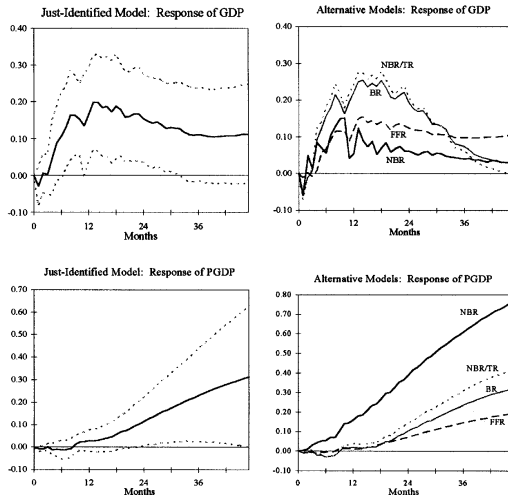 Just-Identified Model: Response of GDP
0.40
0.30
0.20
0.10
0.00
-0.10
0
12
24
36
Months
Alternative Models: Response of GDP
0.40
0.30
0.20
0.10
0.00
-0.10
0
12
24
36
Months
NBR/TR
BR
FFR
NBR
Just-Identified Model: Response of PGDP
0.70
0.60
0.50
0.40
0.30
0.20
0.10
0.00
-0.10
0
12
24
36
Months
Alternative Models: Response of PGDP
0.80
0.70
0.60
0.50
0.40
0.30
0.20
0.10
0.00
-0.10
0
12
24
36
Months
NBR
NBR/TR
BR
FFR